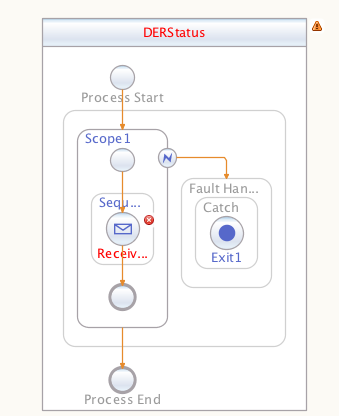 DERStatus
Process Start
Scope1
Sequ...
Fault Han...
Catch
Receiv...
Exit1
Process End